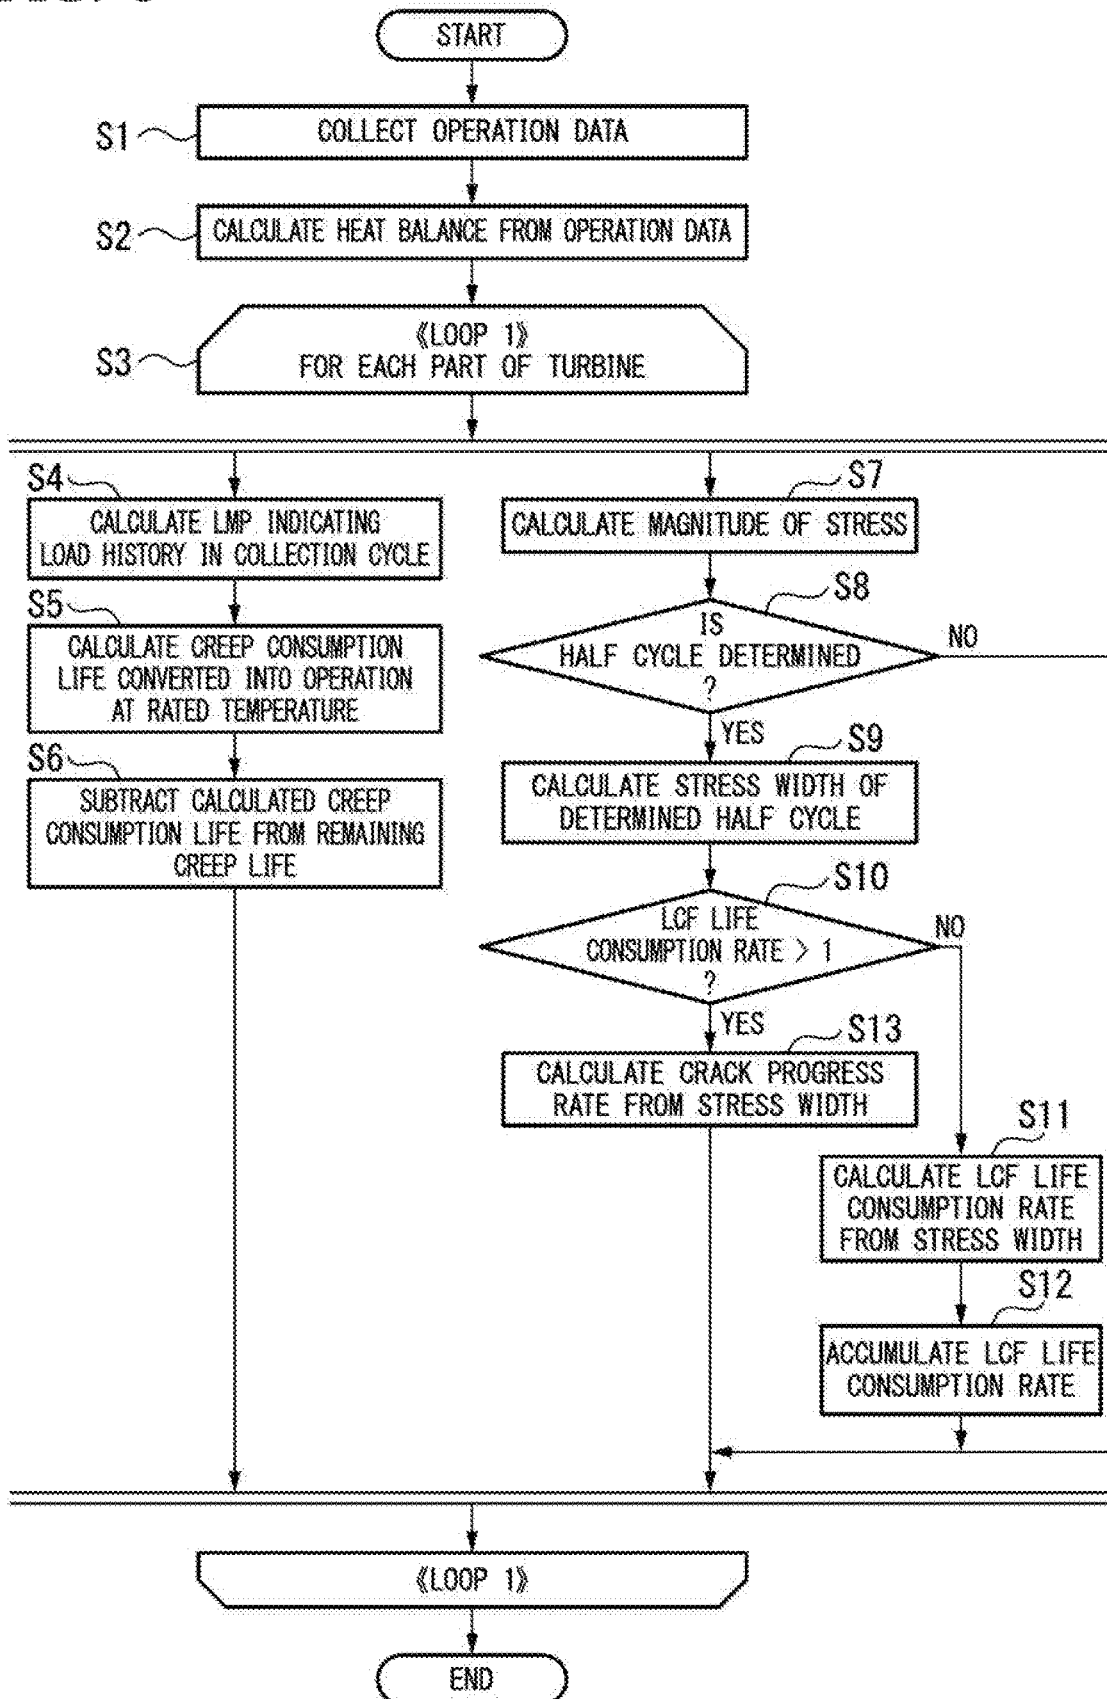 START
S1
COLLECT OPERATION DATA
S2
CALCULATE HEAT BALANCE FROM OPERATION DATA
S3
《LOOP 1》
FOR EACH PART OF TURBINE
S4
CALCULATE LMP INDICATING
LOAD HISTORY IN COLLECTION CYCLE
S5
CALCULATE CREEP CONSUMPTION
LIFE CONVERTED INTO OPERATION
AT RATED TEMPERATURE
S6
SUBTRACT CALCULATED CREEP
CONSUMPTION LIFE FROM REMAINING
CREEP LIFE
S7
CALCULATE MAGNITUDE OF STRESS
S8
IS
HALF CYCLE DETERMINED
?
NO
YES
S9
CALCULATE STRESS WIDTH OF
DETERMINED HALF CYCLE
S10
LCF LIFE
CONSUMPTION RATE > 1
?
NO
YES
S13
CALCULATE CRACK PROGRESS
RATE FROM STRESS WIDTH
S11
CALCULATE LCF LIFE
CONSUMPTION RATE
FROM STRESS WIDTH
S12
ACCUMULATE LCF LIFE
CONSUMPTION RATE
《LOOP 1》
END